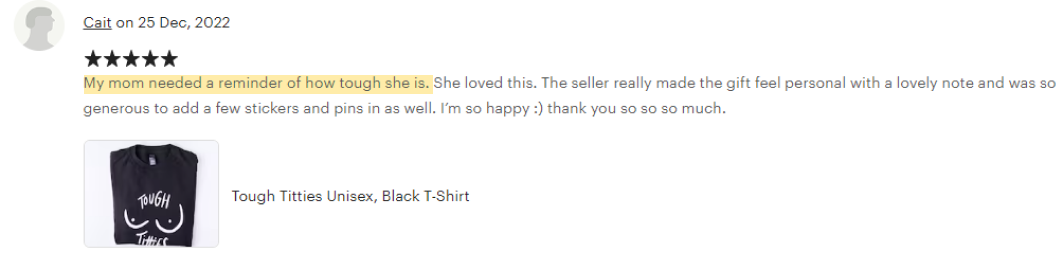 Cait on 25 Dec, 2022
★★★★★
My mom needed a reminder of how tough she is. She loved this. The seller really made the gift feel personal with a lovely note and was so
generous to add a few stickers and pins in as well. I'm so happy :) thank you so so so much.
TOUGH
Titties
Tough Titties Unisex, Black T-Shirt